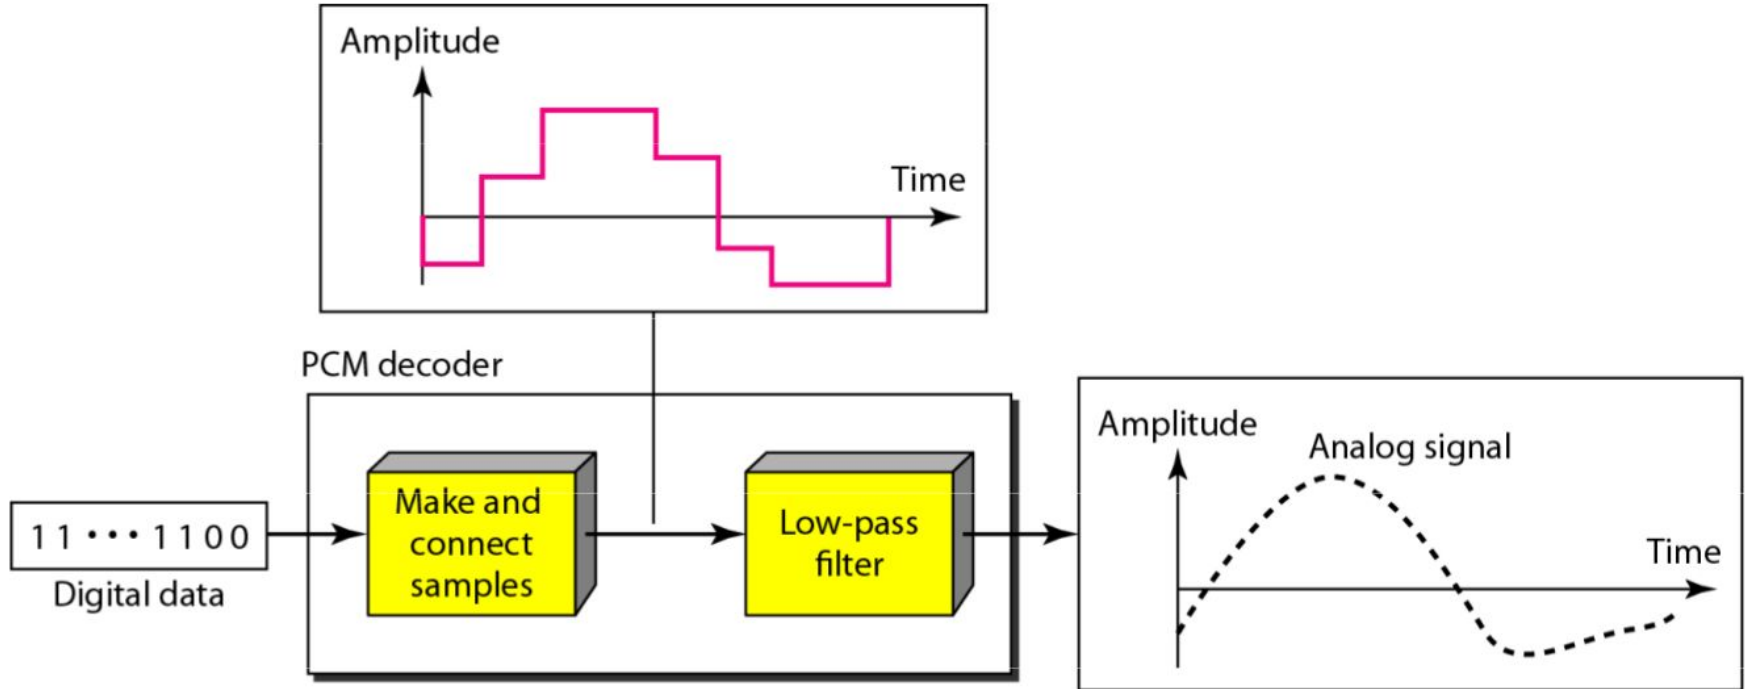 Amplitude
Time
PCM decoder
11···1100
Digital data
Make and
connect
samples
Low-pass
filter
Amplitude
Analog signal
Time